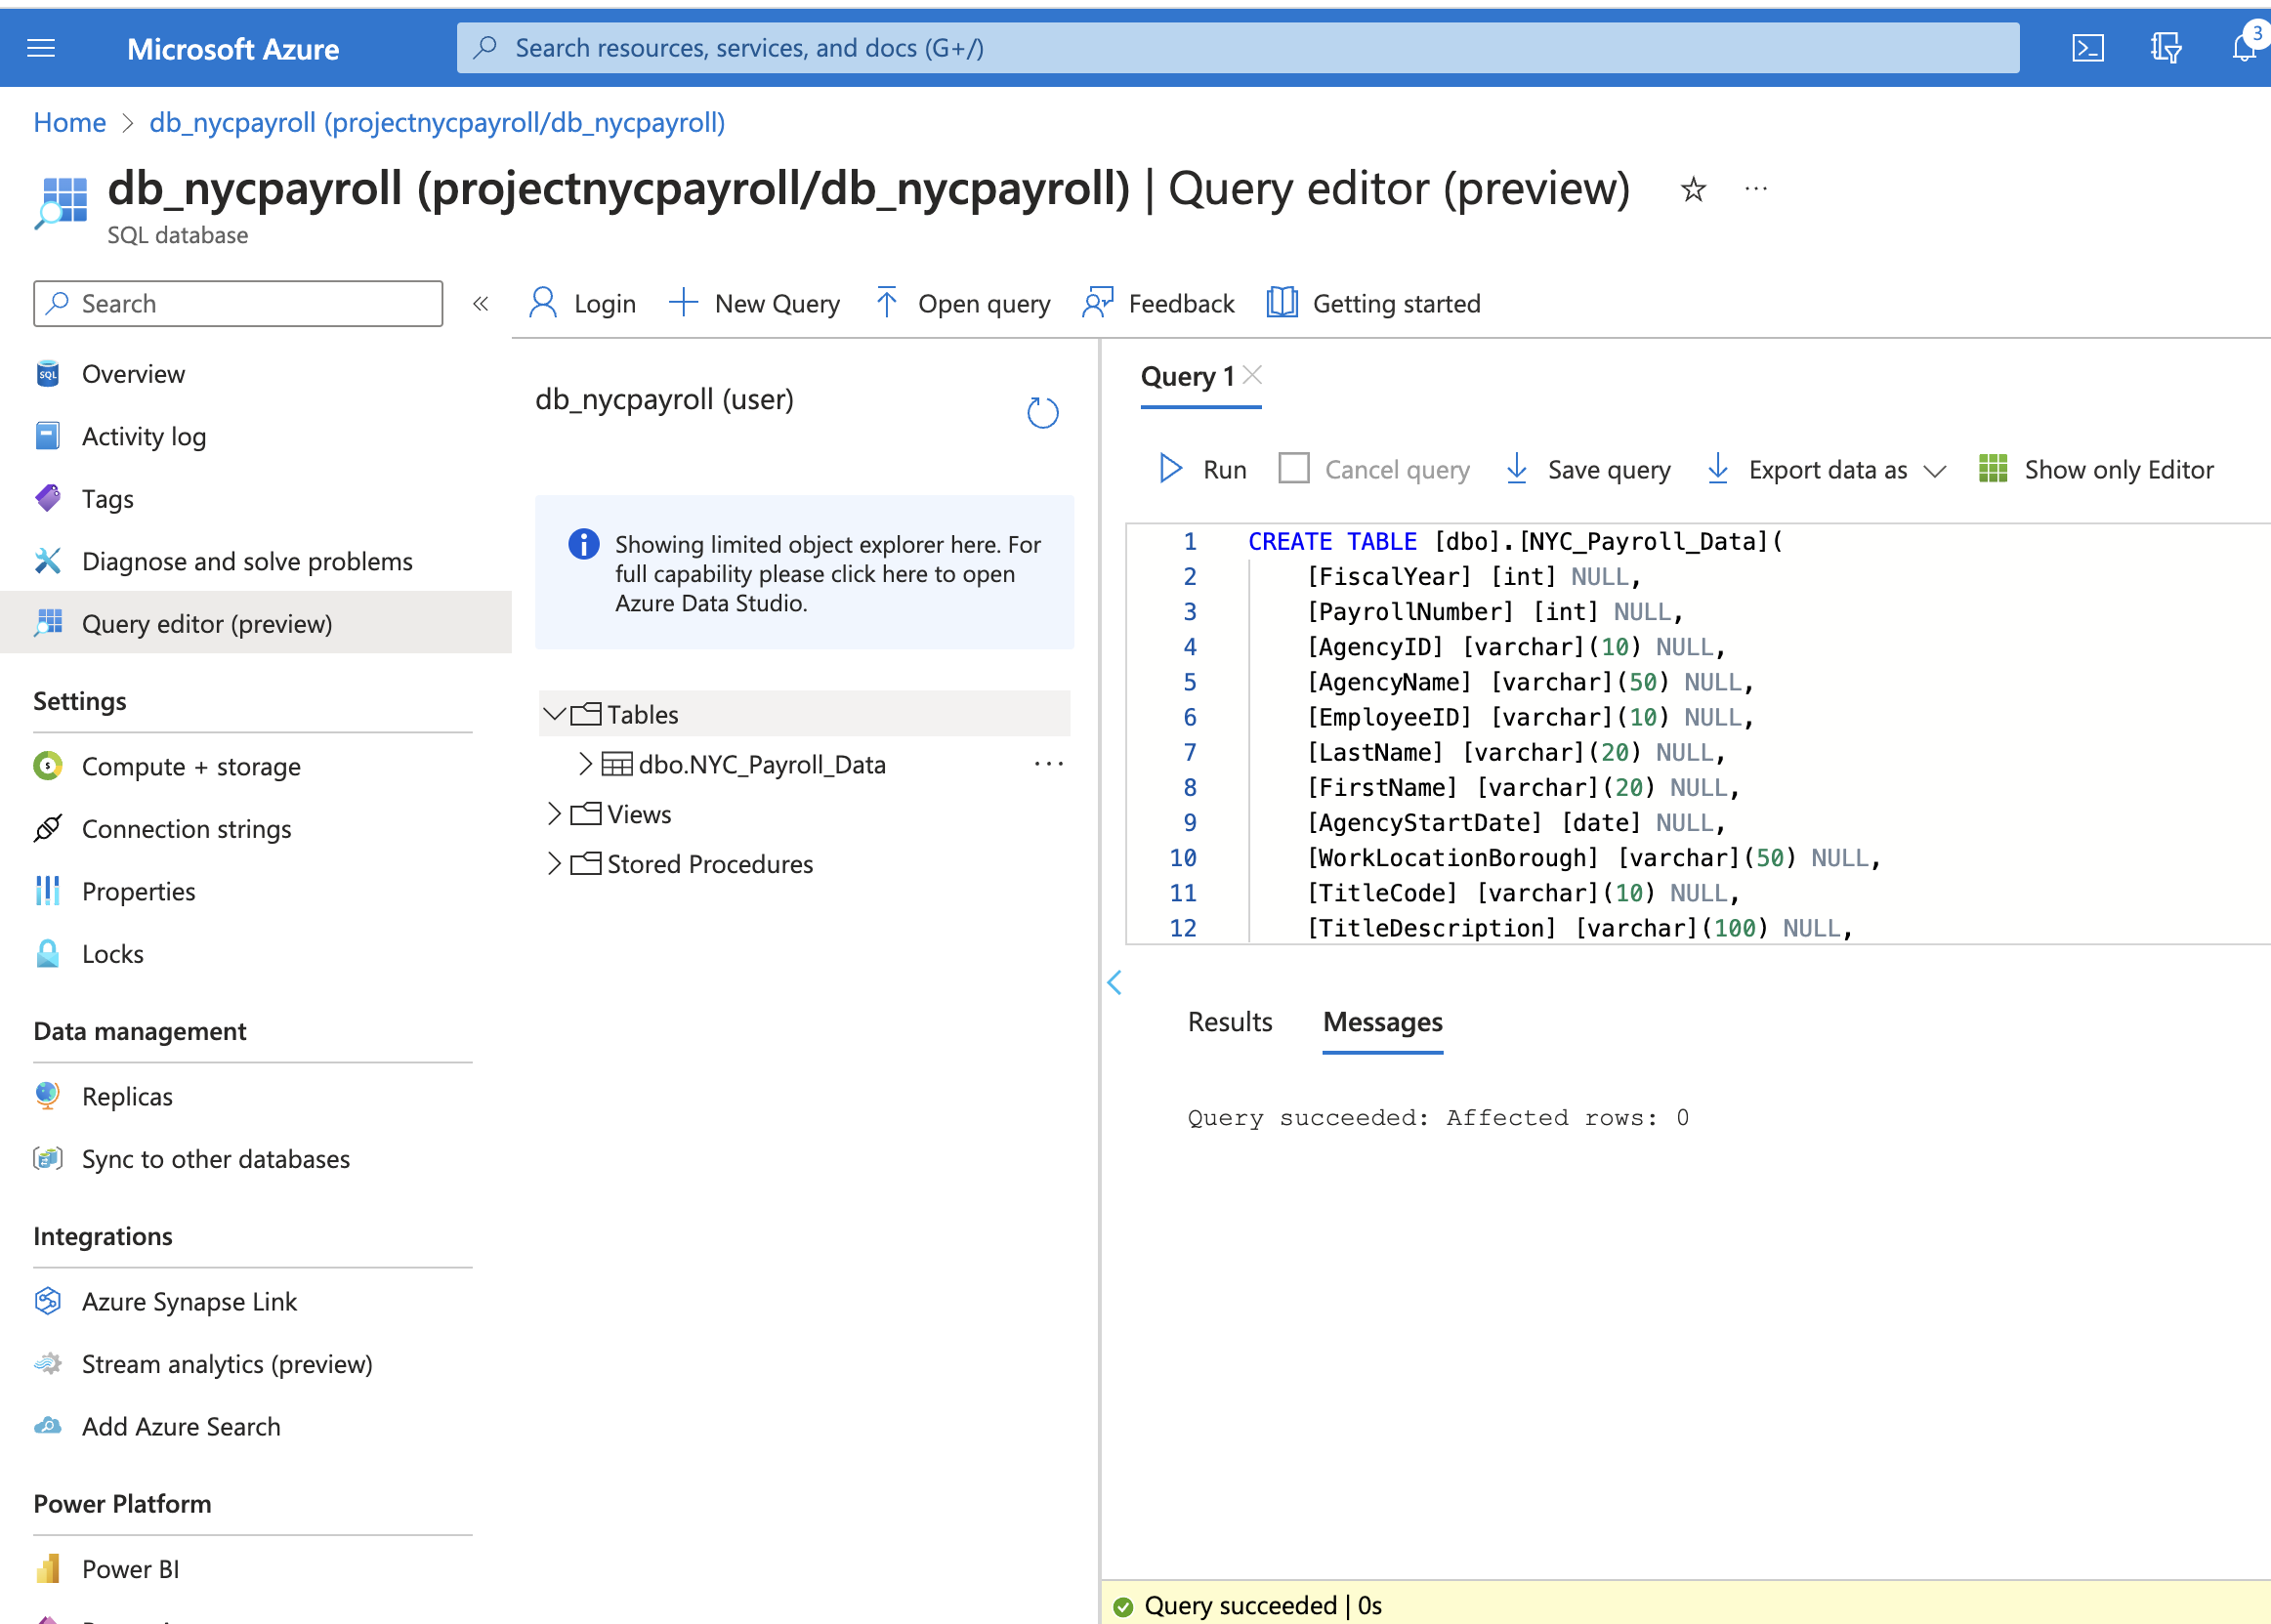 Microsoft Azure
Search resources, services, and docs (G+/)
3
Home > db_nycpayroll (projectnycpayroll/db_nycpayroll)
db_nycpayroll (projectnycpayroll/db_nycpayroll) | Query editor (preview)
SQL database
Search
«
Login
New Query
Open query
Feedback
Getting started
Overview
Activity log
Tags
Diagnose and solve problems
Query editor (preview)
Settings
Compute + storage
Connection strings
Properties
Locks
Data management
Replicas
Sync to other databases
Integrations
Azure Synapse Link
Stream analytics (preview)
Add Azure Search
Power Platform
Power BI
db_nycpayroll (user)
Showing limited object explorer here. For
full capability please click here to open
Azure Data Studio.
Tables
dbo.NYC_Payroll_Data
Views
Stored Procedures
Query 1
Run
Cancel query
Save query
Export data as
Show only Editor
1 CREATE TABLE [dbo].[NYC_Payroll_Data](
2 [FiscalYear] [int] NULL,
3 [PayrollNumber] [int] NULL,
4 [AgencyID] [varchar](10) NULL,
5 [AgencyName] [varchar](50) NULL,
6 [EmployeeID] [varchar](10) NULL,
7 [LastName] [varchar](20) NULL,
8 [FirstName] [varchar](20) NULL,
9 [AgencyStartDate] [date] NULL,
10 [WorkLocationBorough] [varchar](50) NULL,
11 [TitleCode] [varchar](10) NULL,
12 [TitleDescription] [varchar](100) NULL,
Results
Messages
Query succeeded: Affected rows: 0
Query succeeded | 0s